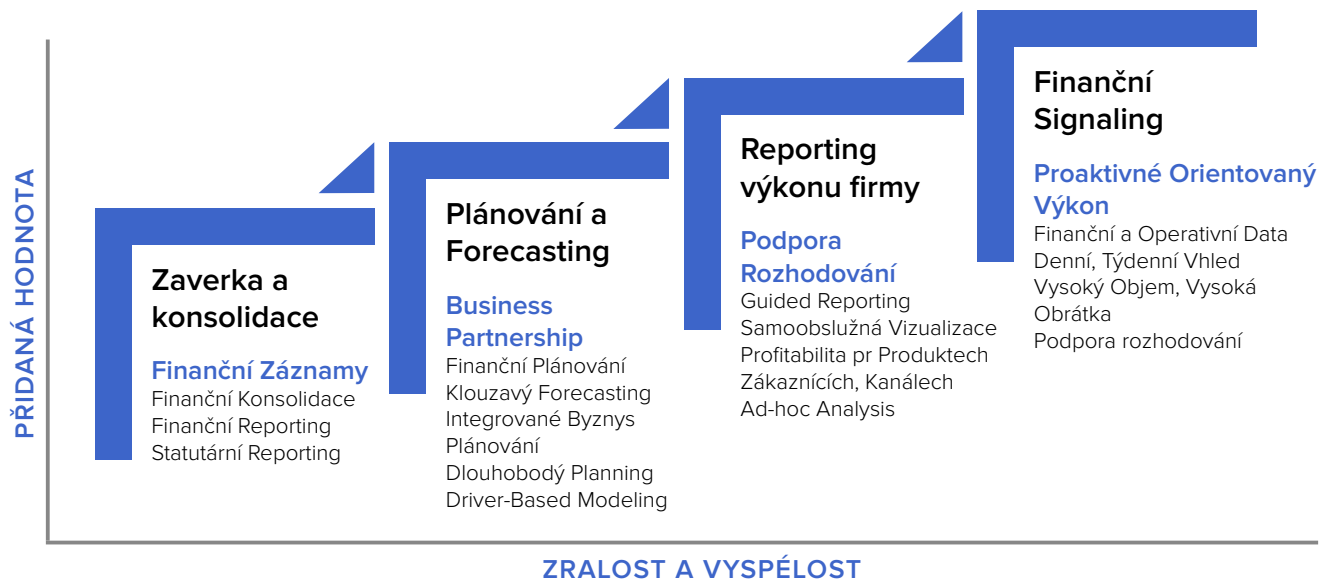 PŘIDANÁ HODNOTA
Zaverka a
konsolidace
Finanční Záznamy
Finanční Konsolidace
Finanční Reporting
Statutární Reporting
Plánování a
Forecasting
Business
Partnership
Finanční Plánování
Klouzavý Forecasting
Integrované Byznys
Plánování
Dlouhobodý Planning
Driver-Based Modeling
Reporting
výkonu firmy
Podpora
Rozhodování
Guided Reporting
Samoobslužná Vizualizace
Profitabilita pr Produktech
Zákaznících, Kanálech
Ad-hoc Analysis
Finanční
Signaling
Proaktivné Orientovaný
Výkon
Finanční a Operativní Data
Denní, Týdenní Vhled
Vysoký Objem, Vysoká
Obrátka
Podpora rozhodování
ZRALOST A VYSPÉLOST